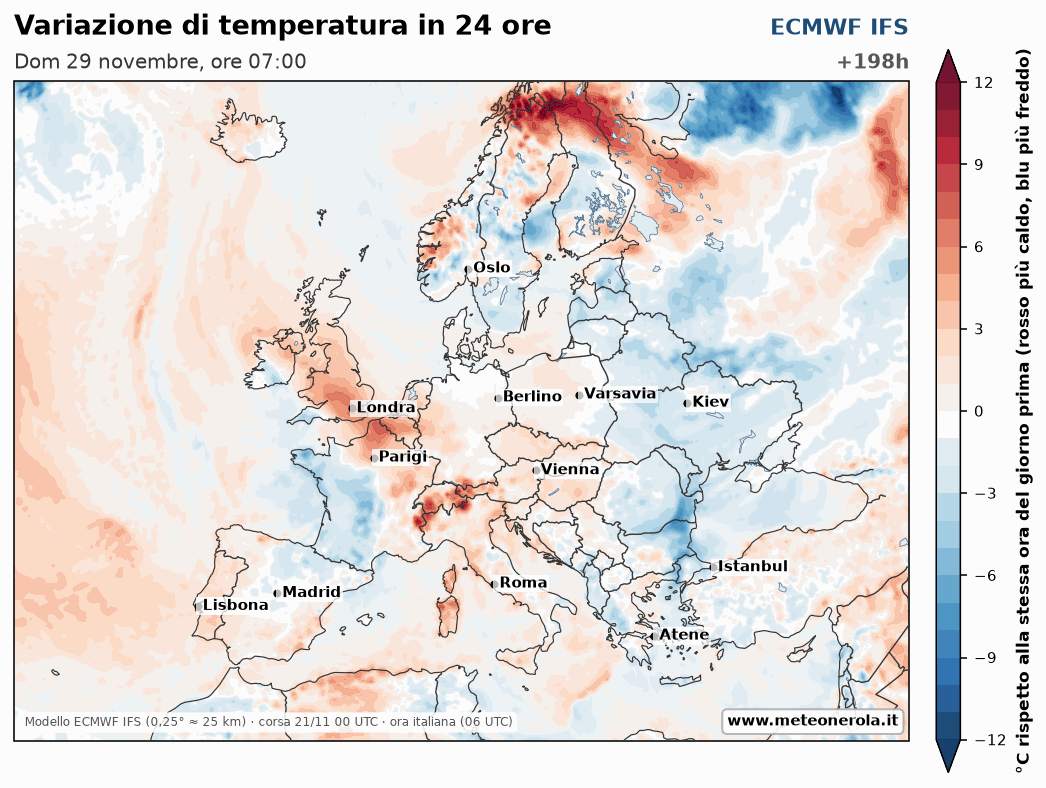 Variazione di temperatura in 24 ore
ECMWF IFS
Dom 29 novembre, ore 07:00
+198h
Oslo
Londra
Berlino
Varsavia
Kiev
Parigi
Vienna
Istanbul
Roma
Madrid
Lisbona
Atene
Modello ECMWF IFS (0,25° ≈ 25 km) · corsa 21/11 00 UTC · ora italiana (06 UTC)
www.meteonerola.it
12
9
6
3
0
−3
−6
−9
−12
°C rispetto alla stessa ora del giorno prima (rosso più caldo, blu più freddo)